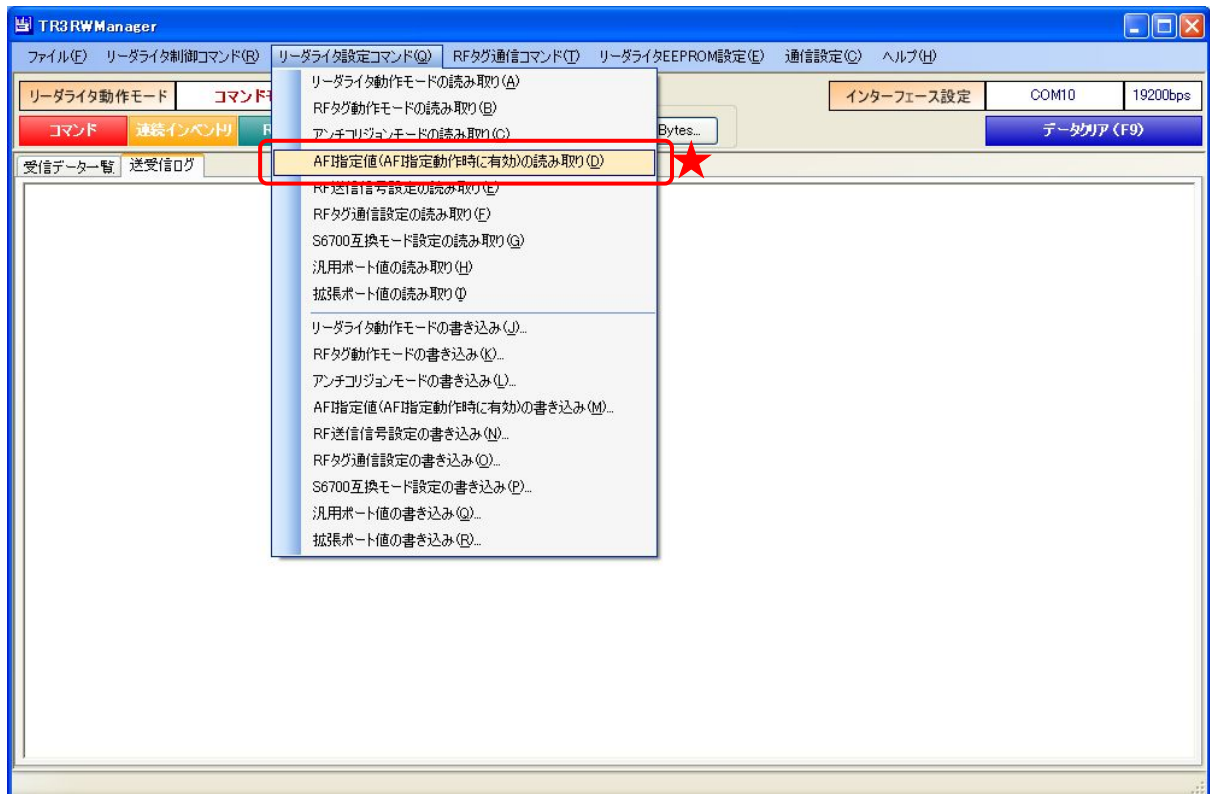 TR3RWManager
ファイル(F) リーダライタ制御コマンド(R) リーダライタ設定コマンド(Q) RFタグ通信コマンド(T) リーダライタEEPROM設定(E) 通信設定(C) ヘルプ(H)
リーダライタ動作モード コマンド インターフェース設定 COM10 19200bps
コマンド 連続インベントリ R Bytes... データクリア (F9)
受信データ一覧 送受信ログ
リーダライタ動作モードの読み取り(A)
RFタグ動作モードの読み取り(B)
アンチコリジョンモードの読み取り(C)
AFI指定値(AFI指定動作時に有効)の読み取り(D)
RF送信信号設定の読み取り(E)
RFタグ通信設定の読み取り(F)
S6700互換モード設定の読み取り(G)
汎用ポート値の読み取り(H)
拡張ポート値の読み取り(I)
リーダライタ動作モードの書き込み(J)...
RFタグ動作モードの書き込み(K)...
アンチコリジョンモードの書き込み(L)...
AFI指定値(AFI指定動作時に有効)の書き込み(M)...
RF送信信号設定の書き込み(N)...
RFタグ通信設定の書き込み(O)...
S6700互換モード設定の書き込み(P)...
汎用ポート値の書き込み(Q)...
拡張ポート値の書き込み(R)...